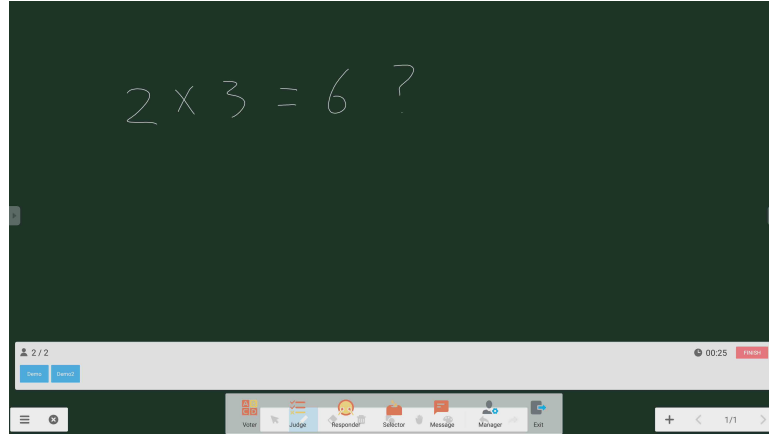 2 × 3 = 6 ?
2 / 2
00:25 FINISH
Demo Demo2
Voter Judge Responder Selector Message Manager Exit
1/1